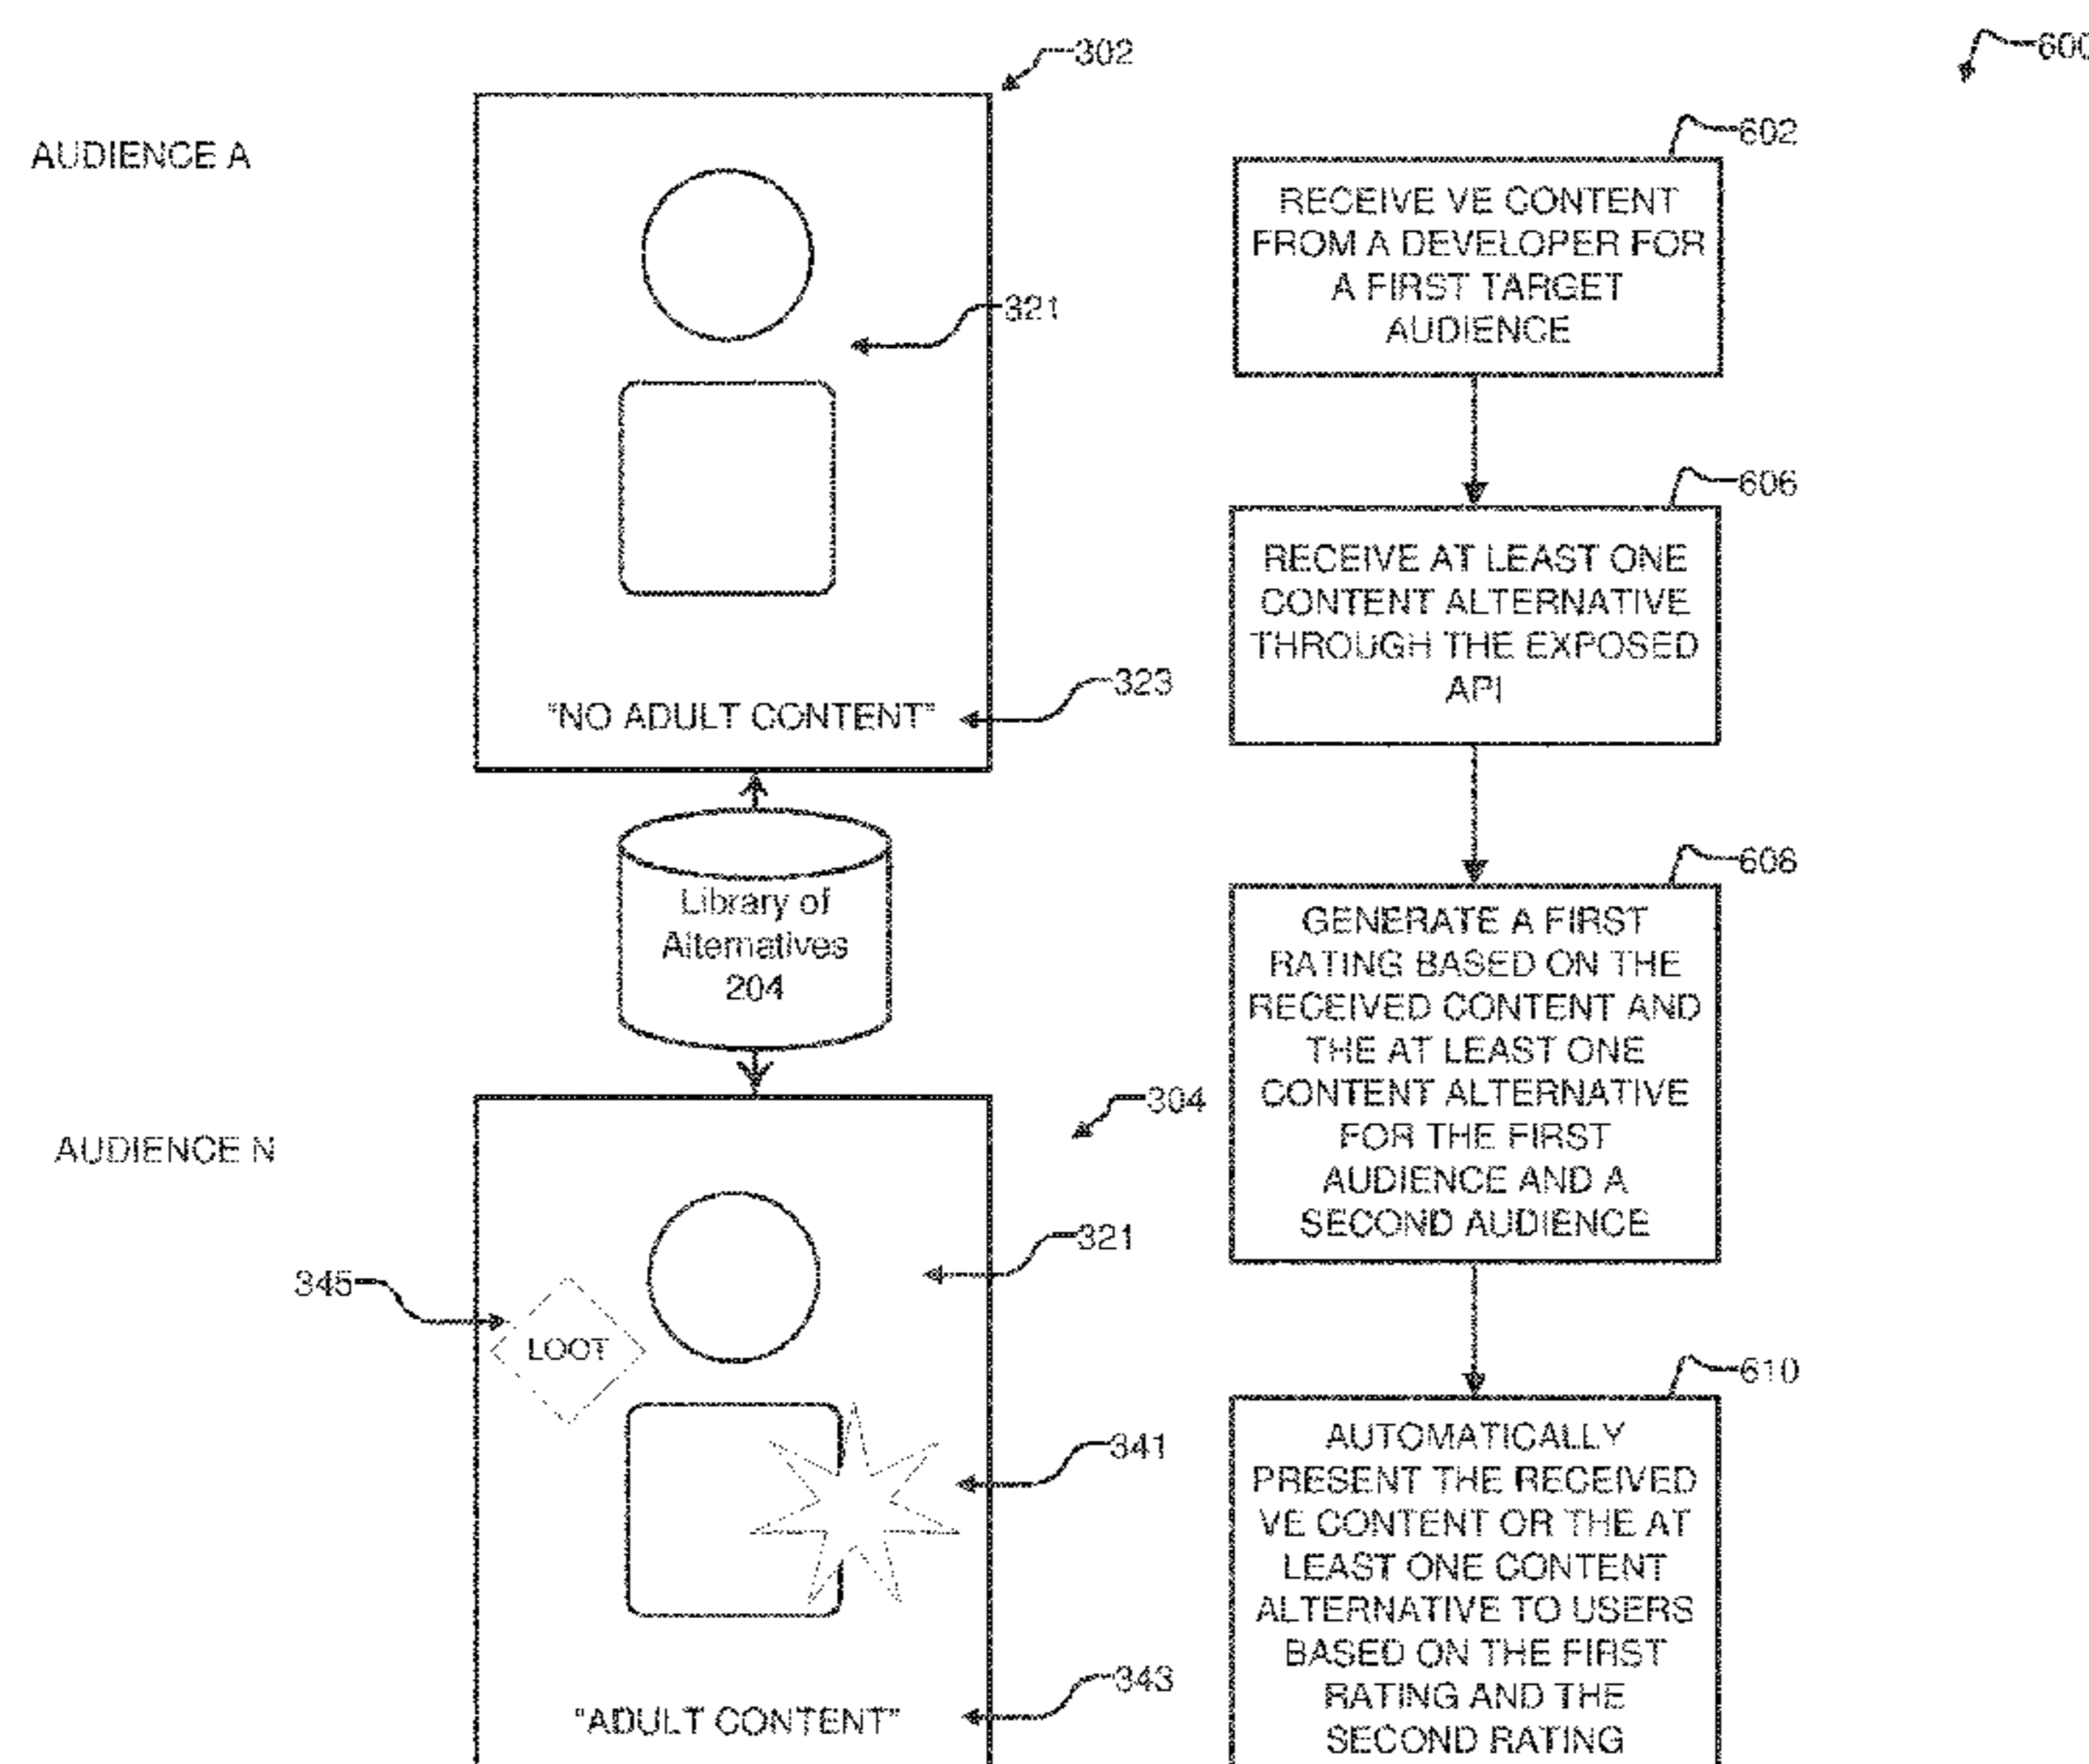 302
AUDIENCE A
321
323
"NO ADULT CONTENT"
Library of
Alternatives
204
304
AUDIENCE N
321
345
LOOT
341
343
"ADULT CONTENT"
600
602
RECEIVE VE CONTENT
FROM A DEVELOPER FOR
A FIRST TARGET
AUDIENCE
606
RECEIVE AT LEAST ONE
CONTENT ALTERNATIVE
THROUGH THE EXPOSED
API
608
GENERATE A FIRST
RATING BASED ON THE
RECEIVED CONTENT AND
THE AT LEAST ONE
CONTENT ALTERNATIVE
FOR THE FIRST
AUDIENCE AND A
SECOND AUDIENCE
610
AUTOMATICALLY
PRESENT THE RECEIVED
VE CONTENT OR THE AT
LEAST ONE CONTENT
ALTERNATIVE TO USERS
BASED ON THE FIRST
RATING AND THE
SECOND RATING